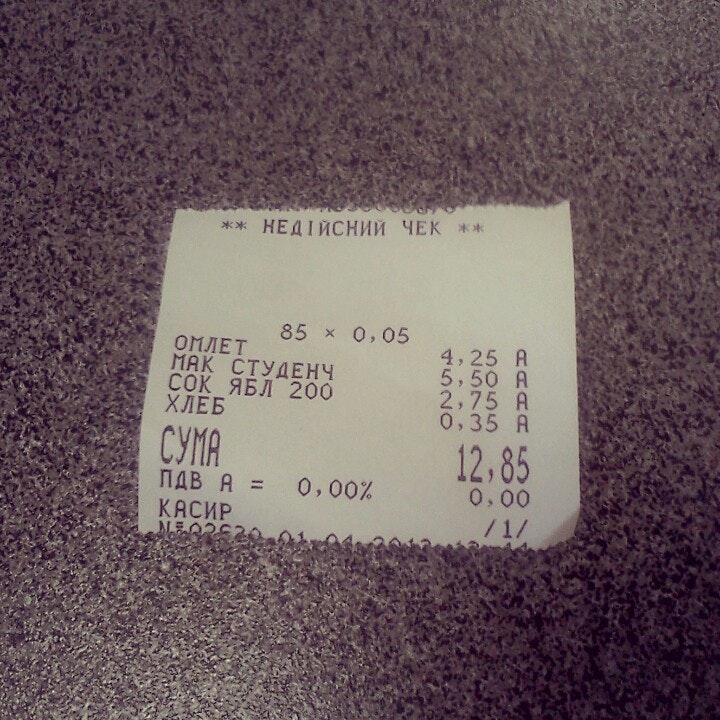 ** НЕДІЙСНИЙ ЧЕК **
85 × 0,05
ОМЛЕТ 4,25 А
МАК СТУДЕНЧ 5,50 А
СОК ЯБЛ 200 2,75 А
ХЛЕБ 0,35 А
СУМА 12,85
ПДВ А = 0,00% 0,00
КАСИР /1/